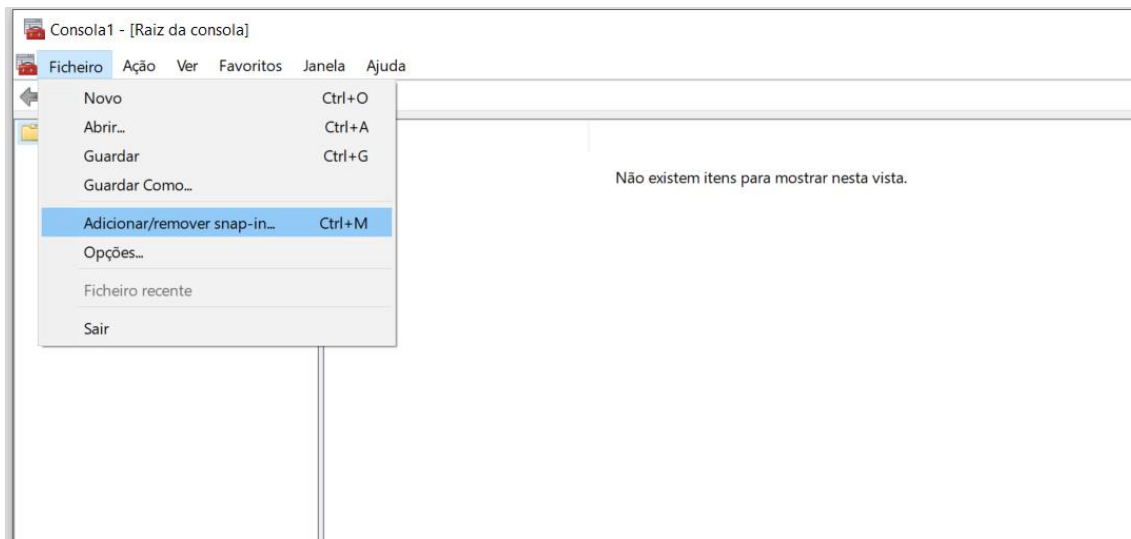 Consola1 - [Raiz da consola]
Ficheiro Ação Ver Favoritos Janela Ajuda
Novo Ctrl+O
Abrir... Ctrl+A
Guardar Ctrl+G
Guardar Como...
Não existem itens para mostrar nesta vista.
Adicionar/remover snap-in... Ctrl+M
Opções...
Ficheiro recente
Sair